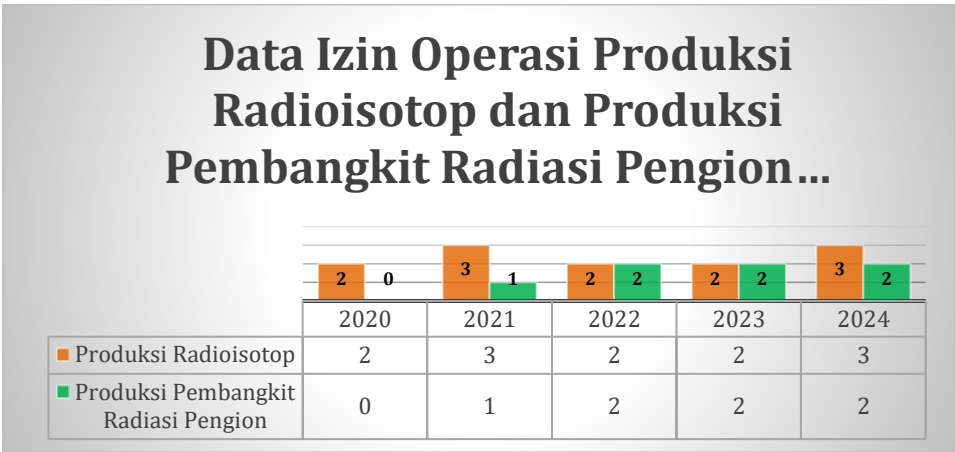 Data Izin Operasi Produksi
Radioisotop dan Produksi
Pembangkit Radiasi Pengion...
2 0 3 1 2 2 2 2 3 2
2020 2021 2022 2023 2024
Produksi Radioisotop 2 3 2 2 3
Produksi Pembangkit
Radiasi Pengion 0 1 2 2 2